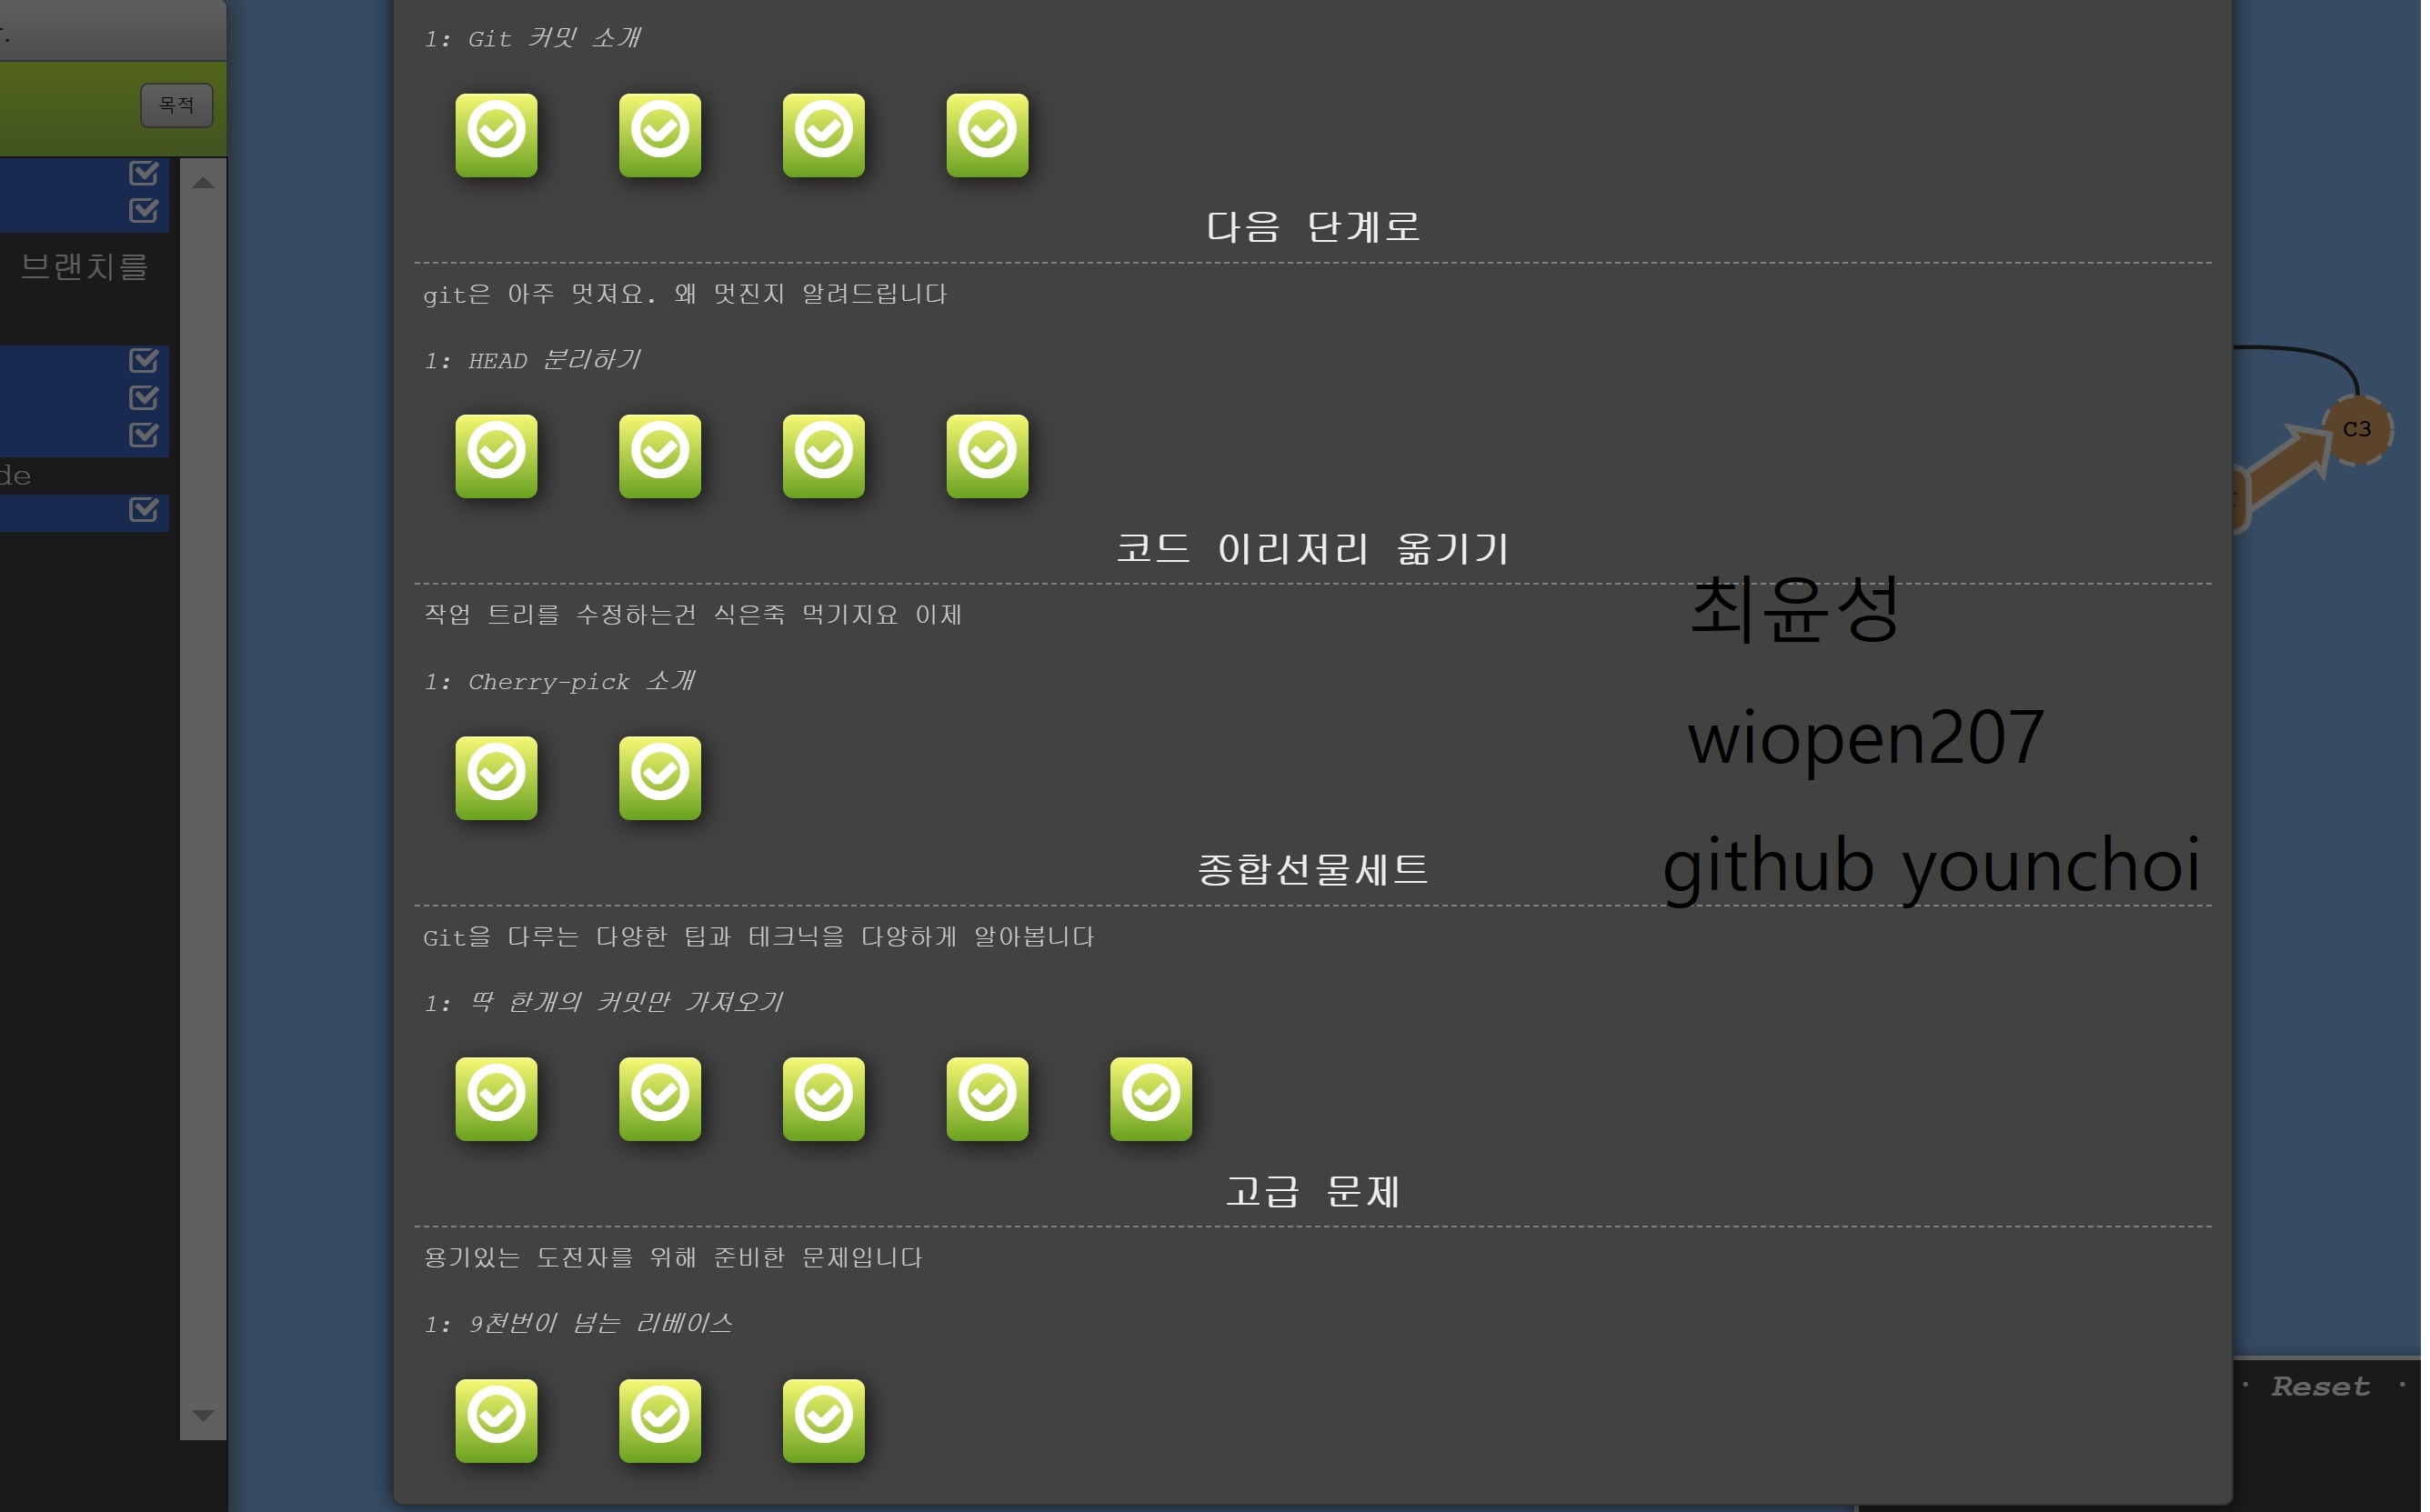 목적
브랜치를
de
1: Git 커밋 소개
다음 단계로
git은 아주 멋져요. 왜 멋진지 알려드립니다
1: HEAD 분리하기
코드 이리저리 옮기기
작업 트리를 수정하는건 식은죽 먹기지요 이제
1: Cherry-pick 소개
종합선물세트
Git을 다루는 다양한 팁과 테크닉을 다양하게 알아봅니다
1: 딱 한개의 커밋만 가져오기
고급 문제
용기있는 도전자를 위해 준비한 문제입니다
1: 9천번이 넘는 리베이스
최윤성
wiopen207
github younchoi
C3
· Reset ·